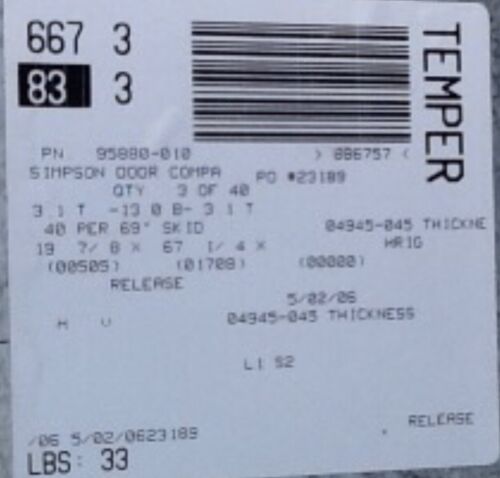 667 3
83 3
TEMPER
PN 95880-010 > 886757 <
SIMPSON DOOR COMPA PO #23189
QTY 3 OF 40
3 1 T -13 0 B- 3 1 T
40 PER 69" SKID 04945-045 THICKNE
19 7/ 8 X 67 1/ 4 X HRIG
(00505) (01708) (00000)
RELEASE
5/02/06
H U 04945-045 THICKNESS
L1 S2
RELEASE
/06 5/02/0623189
LBS: 33